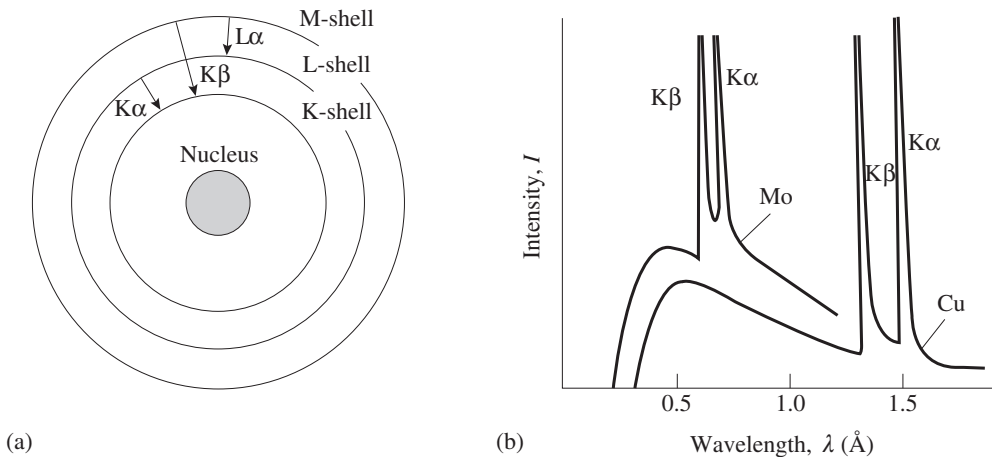 M-shell
Lα
L-shell
Kβ
Kα
K-shell
Nucleus
(a)
Intensity, I
Kβ
Kα
Mo
Kβ
Kα
Cu
0.5
1.0
1.5
Wavelength, λ (Å)
(b)